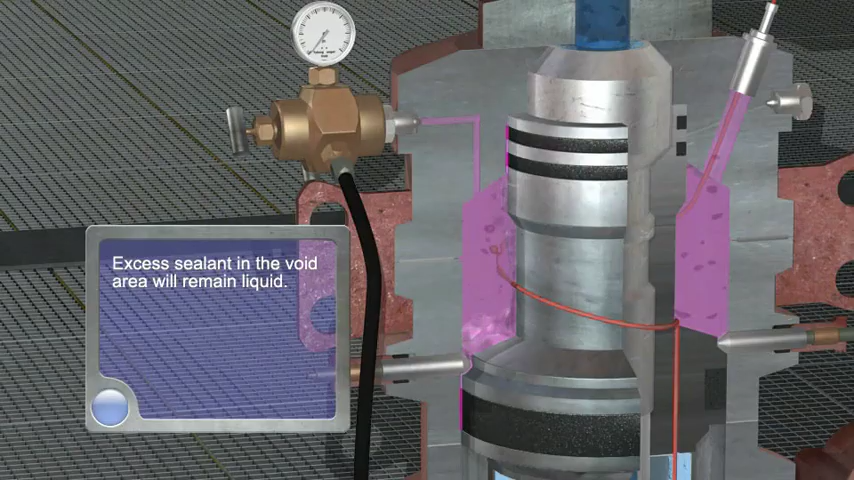 Excess sealant in the void
area will remain liquid.